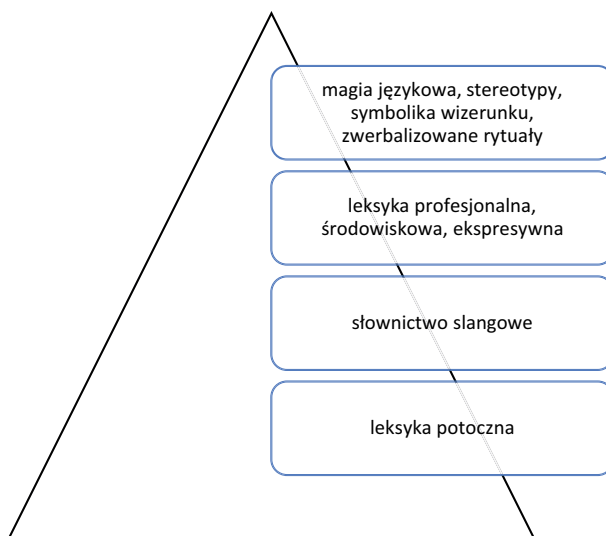 magia językowa, stereotypy,
symbolika wizerunku,
zwerbalizowane rytuały
leksyka profesjonalna,
środowiskowa, ekspresywna
słownictwo slangowe
leksyka potoczna